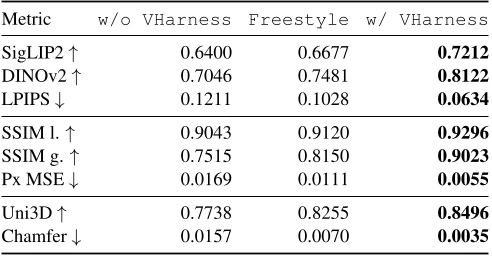 Metric w/o VHarness Freestyle w/ VHarness
SigLIP2 ↑ 0.6400 0.6677 0.7212
DINOv2 ↑ 0.7046 0.7481 0.8122
LPIPS ↓ 0.1211 0.1028 0.0634
SSIM l. ↑ 0.9043 0.9120 0.9296
SSIM g. ↑ 0.7515 0.8150 0.9023
Px MSE ↓ 0.0169 0.0111 0.0055
Uni3D ↑ 0.7738 0.8255 0.8496
Chamfer ↓ 0.0157 0.0070 0.0035